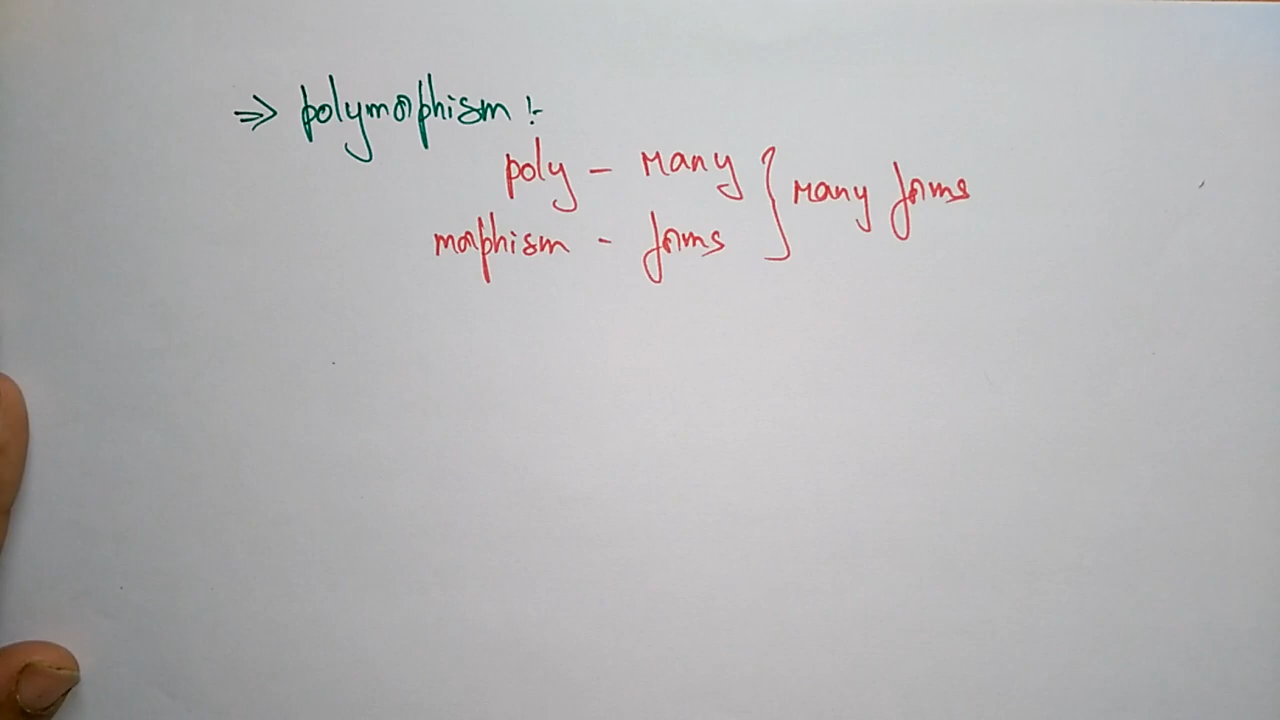 ⇒ polymorphism :-
poly - Many } Many forms
morphism - forms